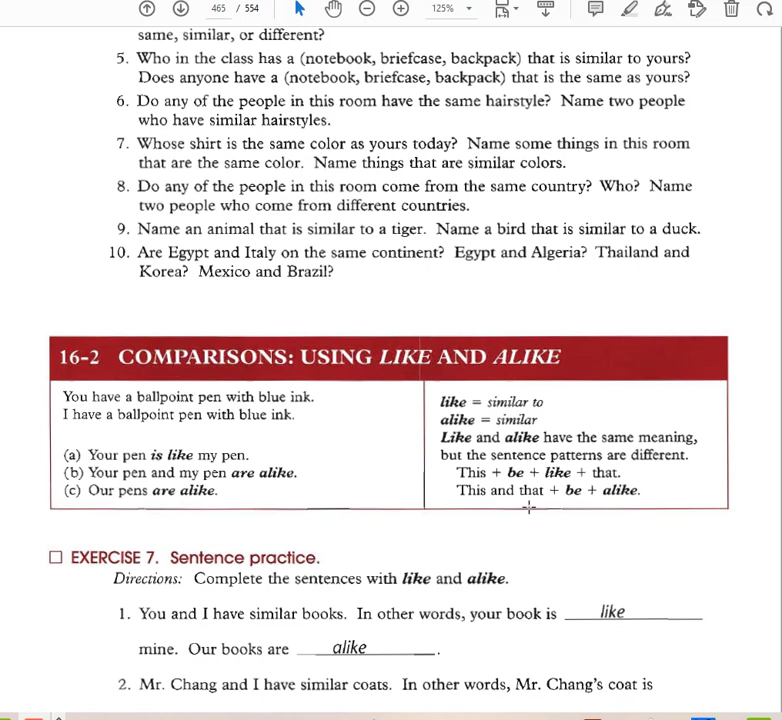 465 / 554
125%
same, similar, or different?
5. Who in the class has a (notebook, briefcase, backpack) that is similar to yours?
Does anyone have a (notebook, briefcase, backpack) that is the same as yours?
6. Do any of the people in this room have the same hairstyle? Name two people
who have similar hairstyles.
7. Whose shirt is the same color as yours today? Name some things in this room
that are the same color. Name things that are similar colors.
8. Do any of the people in this room come from the same country? Who? Name
two people who come from different countries.
9. Name an animal that is similar to a tiger. Name a bird that is similar to a duck.
10. Are Egypt and Italy on the same continent? Egypt and Algeria? Thailand and
Korea? Mexico and Brazil?
16-2 COMPARISONS: USING LIKE AND ALIKE
You have a ballpoint pen with blue ink.
I have a ballpoint pen with blue ink.
(a) Your pen is like my pen.
(b) Your pen and my pen are alike.
(c) Our pens are alike.
like = similar to
alike = similar
Like and alike have the same meaning,
but the sentence patterns are different.
This + be + like + that.
This and that + be + alike.
EXERCISE 7. Sentence practice.
Directions: Complete the sentences with like and alike.
1. You and I have similar books. In other words, your book is like
mine. Our books are alike.
2. Mr. Chang and I have similar coats. In other words, Mr. Chang's coat is